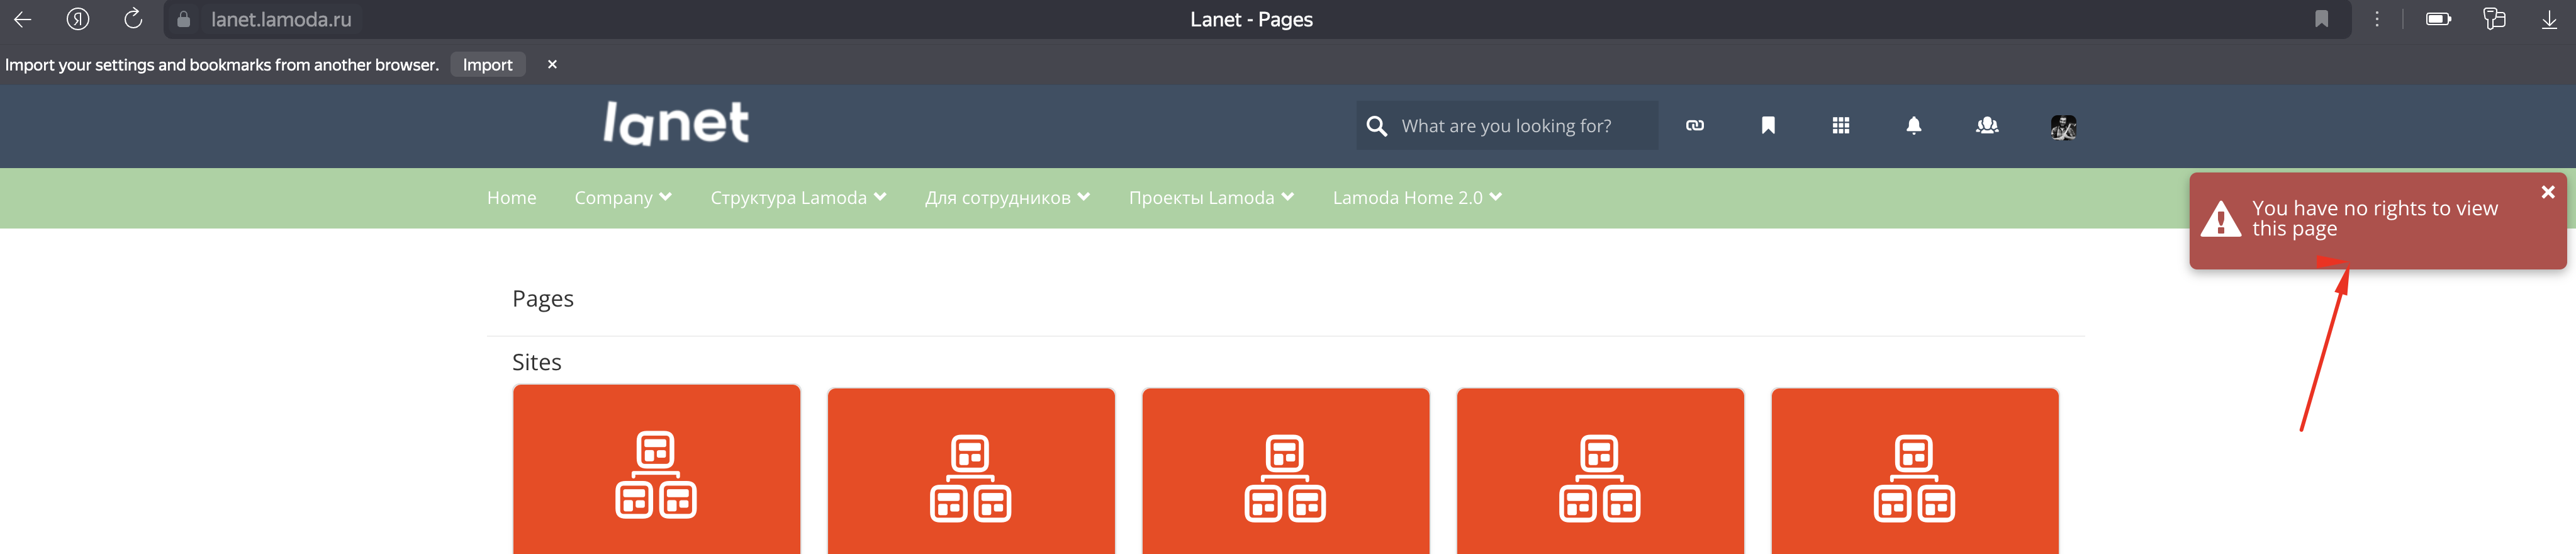 lanet.lamoda.ru
Lanet - Pages
Import your settings and bookmarks from another browser. Import
lanet
What are you looking for?
Home Company Структура Lamoda Для сотрудников Проекты Lamoda Lamoda Home 2.0
You have no rights to view
this page
Pages
Sites